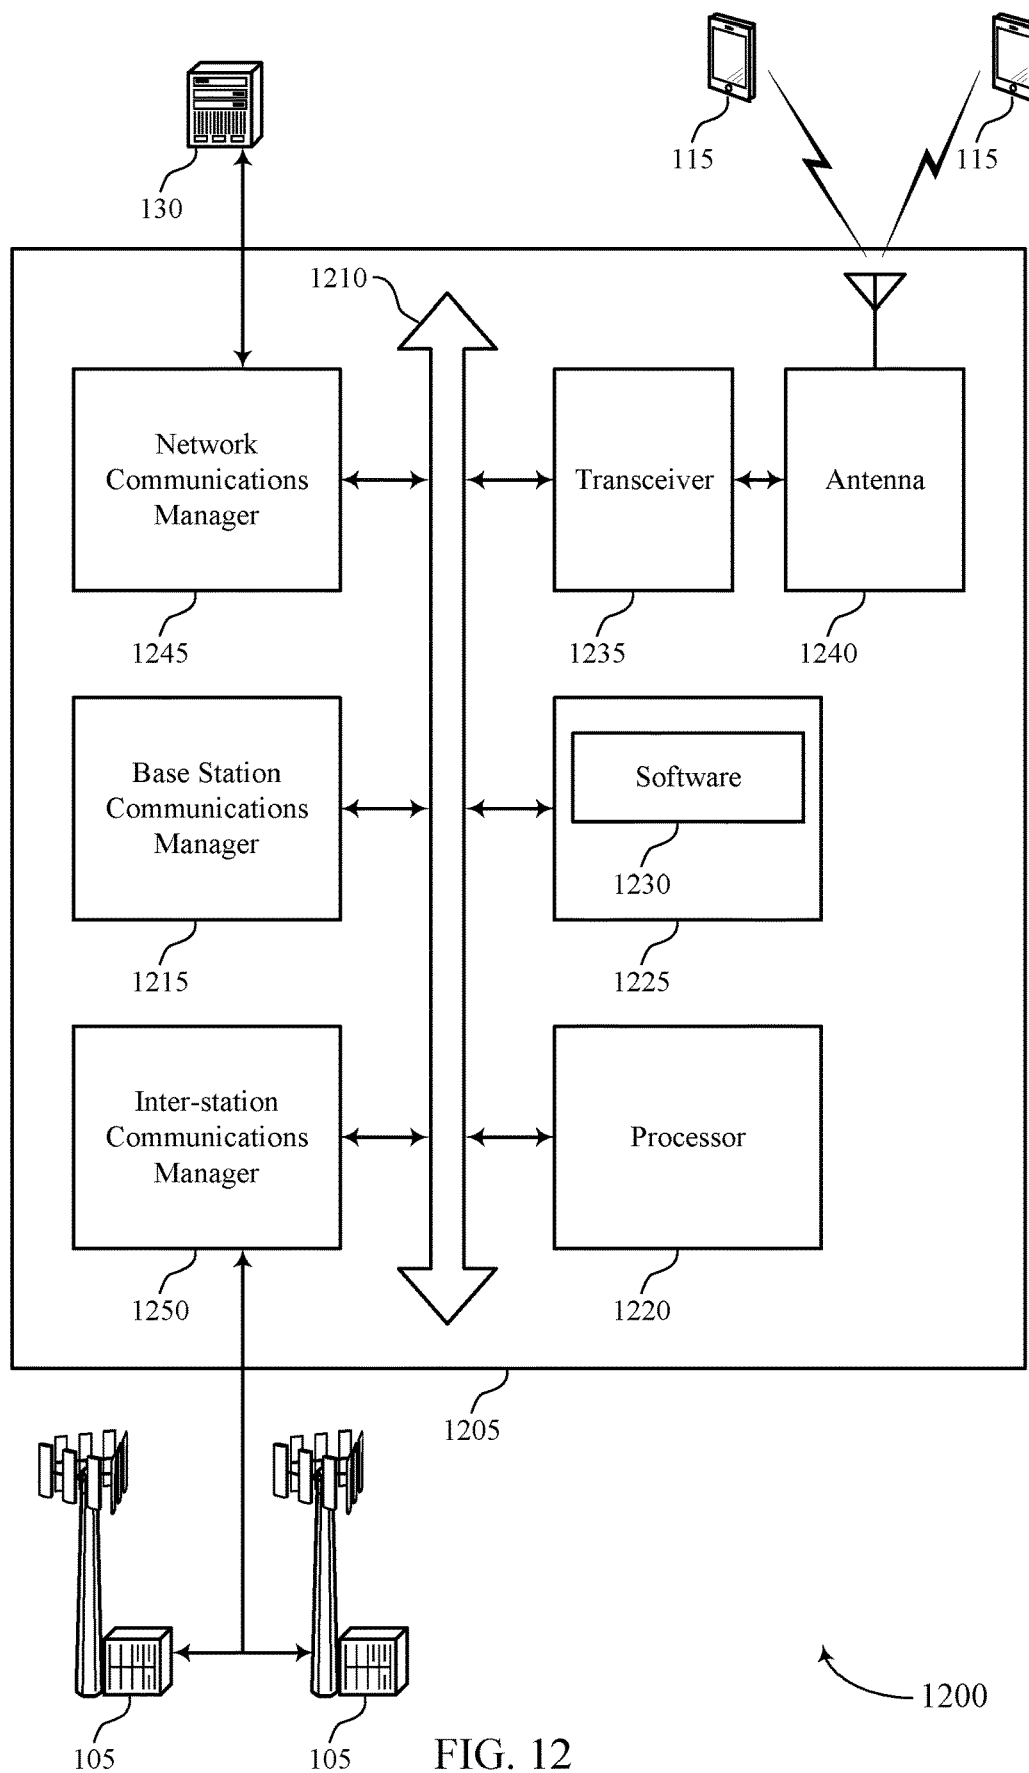 115
115
130
1210
Network
Communications
Manager
Transceiver
Antenna
1245
1235
1240
Base Station
Communications
Manager
Software
1230
1215
1225
Inter-station
Communications
Manager
Processor
1250
1220
1205
1200
105
105
FIG. 12